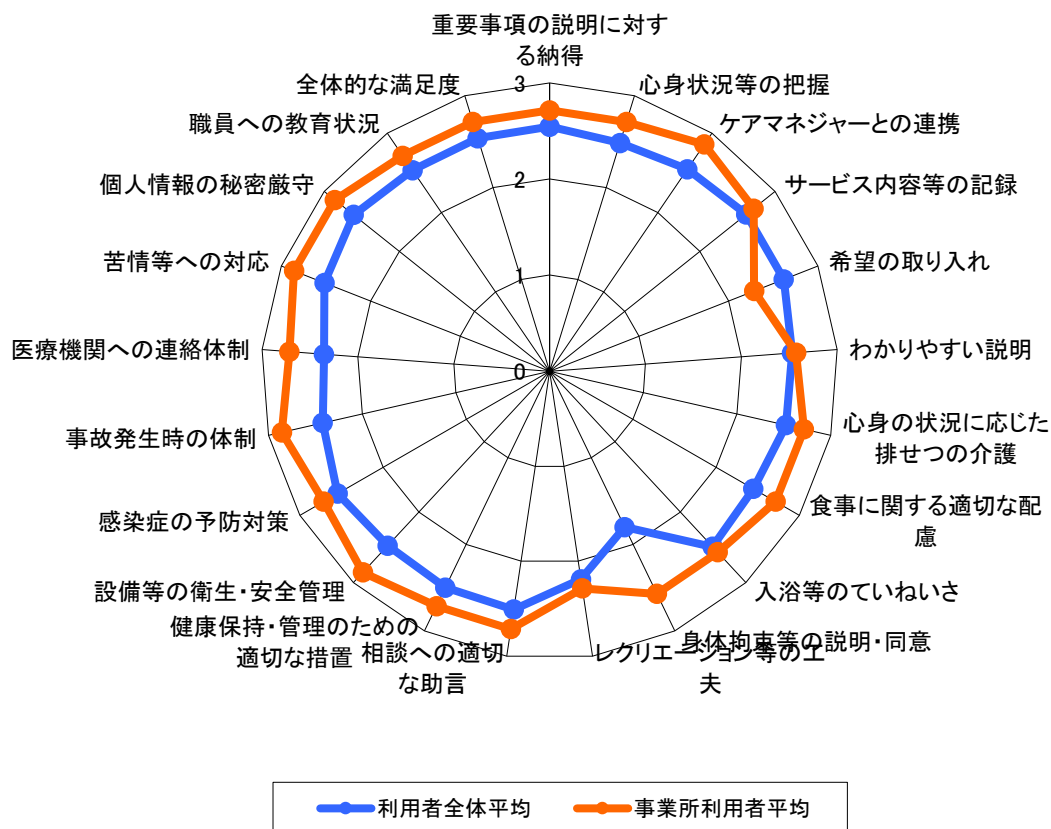 重要事項の説明に対す
る納得
心身状況等の把握
ケアマネジャーとの連携
サービス内容等の記録
希望の取り入れ
わかりやすい説明
心身の状況に応じた
排せつの介護
食事に関する適切な配
慮
入浴等のていねいさ
身体拘束等の説明・同意
レクリエーション等の工
夫
相談への適切
な助言
健康保持・管理のための
適切な措置
設備等の衛生・安全管理
感染症の予防対策
事故発生時の体制
医療機関への連絡体制
苦情等への対応
個人情報の秘密厳守
職員への教育状況
全体的な満足度
3
2
1
0
利用者全体平均
事業所利用者平均